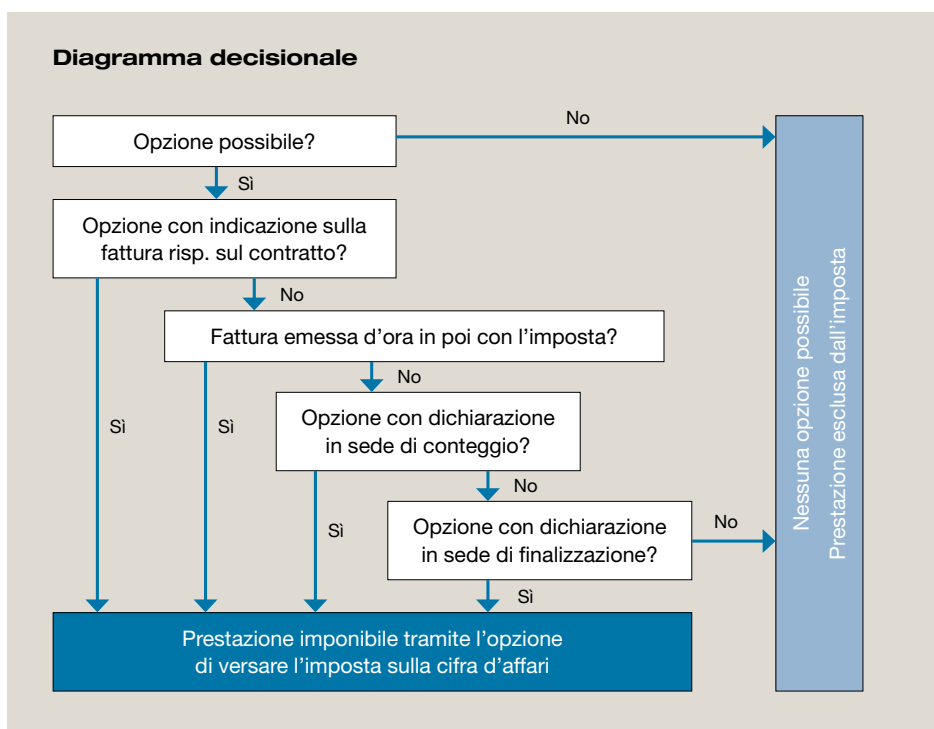 Diagramma decisionale
Opzione possibile?
No
Sì
Opzione con indicazione sulla
fattura risp. sul contratto?
No
Fattura emessa d'ora in poi con l'imposta?
No
Sì
Sì
Opzione con dichiarazione
in sede di conteggio?
No
Sì
Opzione con dichiarazione
in sede di finalizzazione?
No
Sì
Prestazione imponibile tramite l'opzione
di versare l'imposta sulla cifra d'affari
Nessuna opzione possibile
Prestazione esclusa dall'imposta